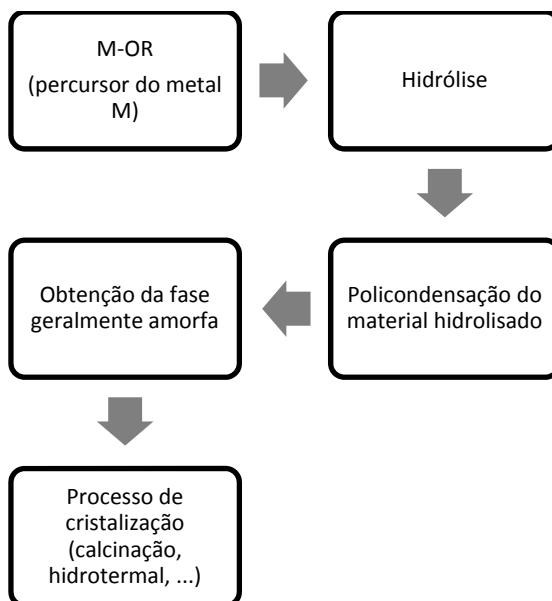 M-OR
(percursor do metal
M)
Hidrólise
Policondensação do
material hidrolisado
Obtenção da fase
geralmente amorfa
Processo de
cristalização
(calcinação,
hidrotermal, ...)